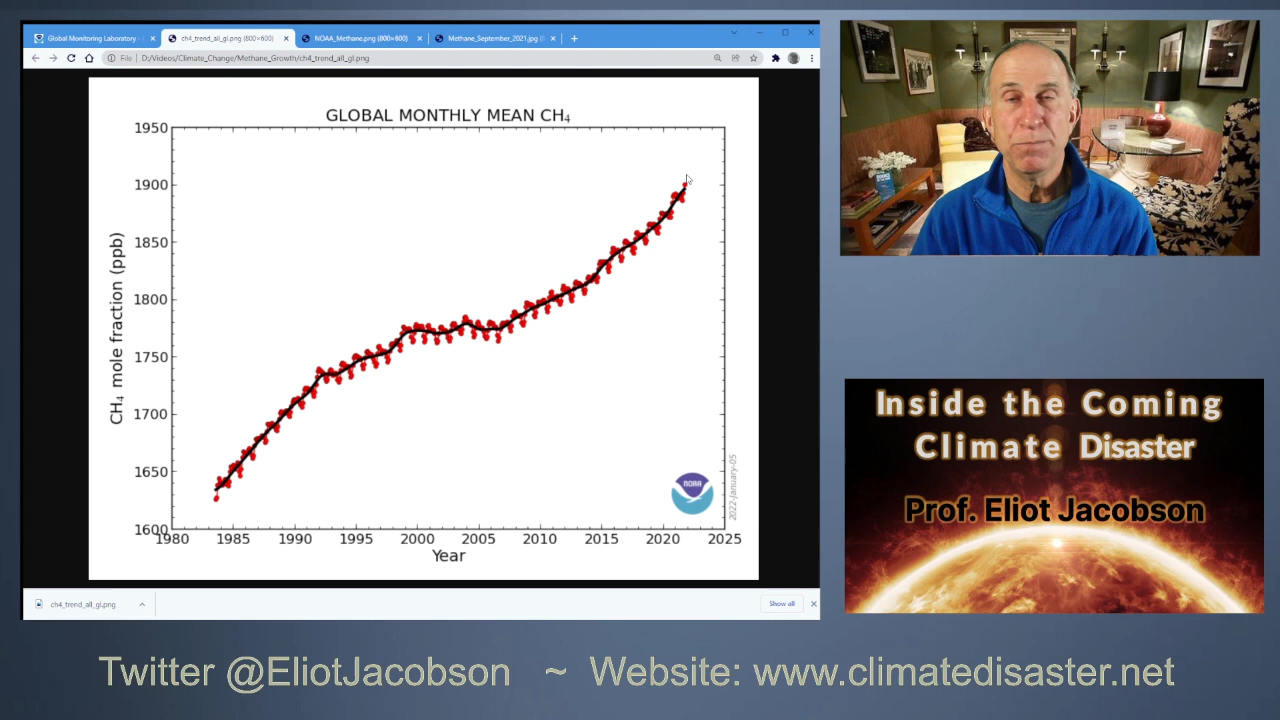 Global Monitoring Laboratory -
ch4_trend_all_gl.png (800×600)
NOAA_Methane.png (800×600)
Methane_September_2021.jpg (
File
D:/Videos/Climate_Change/Methane_Growth/ch4_trend_all_gl.png
GLOBAL MONTHLY MEAN CH₄
CH₄ mole fraction (ppb)
1950
1900
1850
1800
1750
1700
1650
1600
1980 1985 1990 1995 2000 2005 2010 2015 2020 2025
Year
NOAA
2022-January-05
ch4_trend_all_gl.png
Show all
Inside the Coming
Climate Disaster
Prof. Eliot Jacobson
Twitter @EliotJacobson ~ Website: www.climatedisaster.net